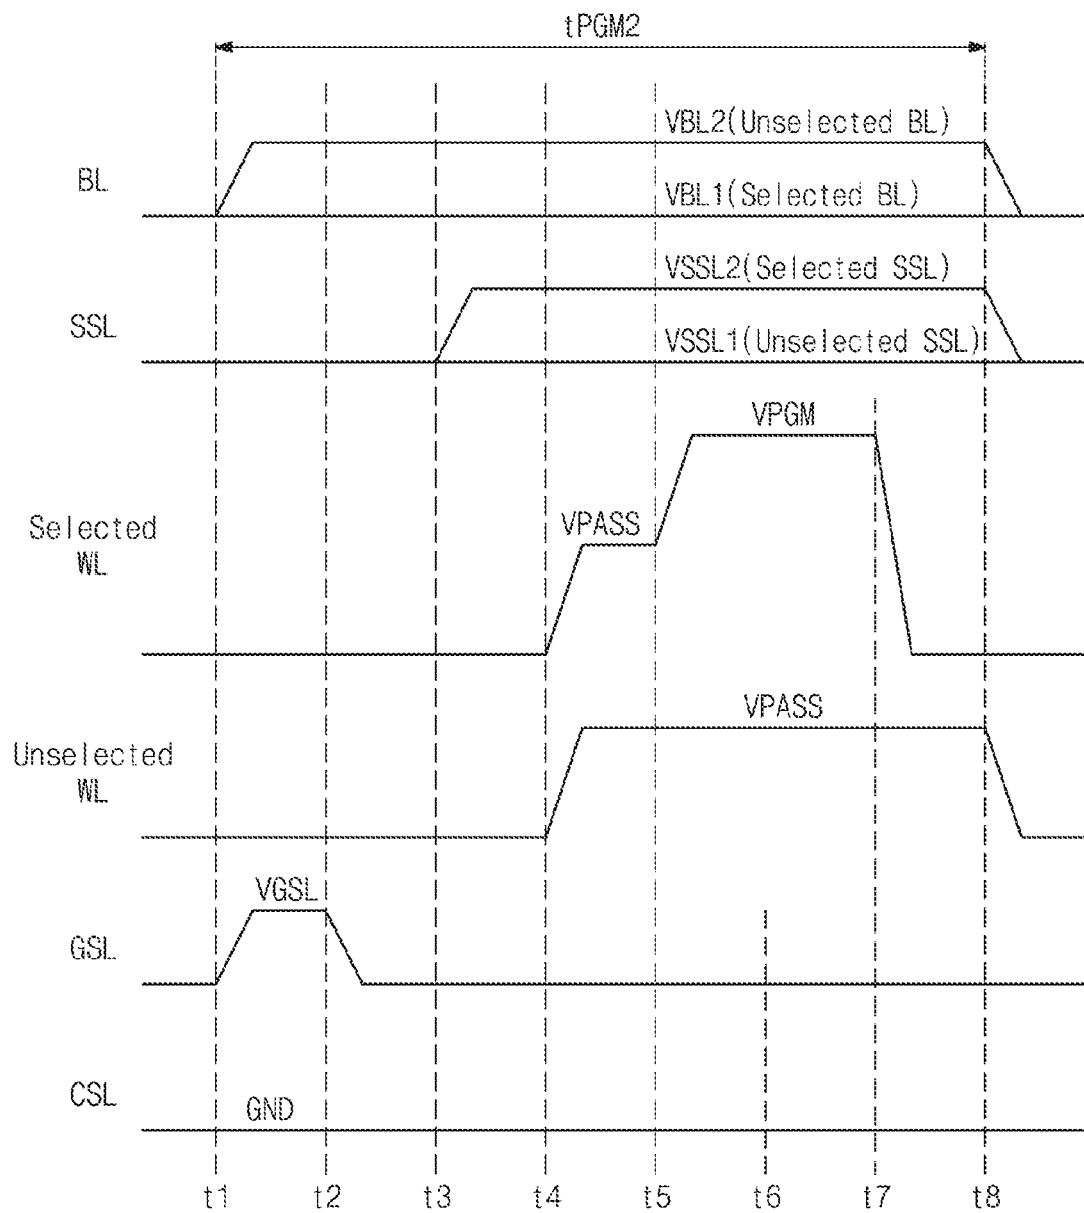 tPGM2
VBL2(Unselected BL)
BL
VBL1(Selected BL)
VSSL2(Selected SSL)
SSL
VSSL1(Unselected SSL)
VPGM
Selected
WL
VPASS
VPASS
Unselected
WL
VGSL
GSL
CSL
GND
t1 t2 t3 t4 t5 t6 t7 t8